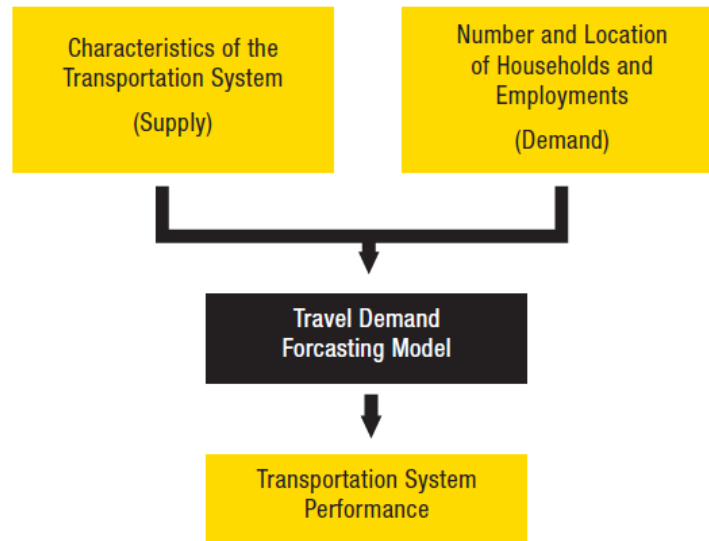 Characteristics of the
Transportation System
(Supply)
Number and Location
of Households and
Employments
(Demand)
Travel Demand
Forcasting Model
Transportation System
Performance